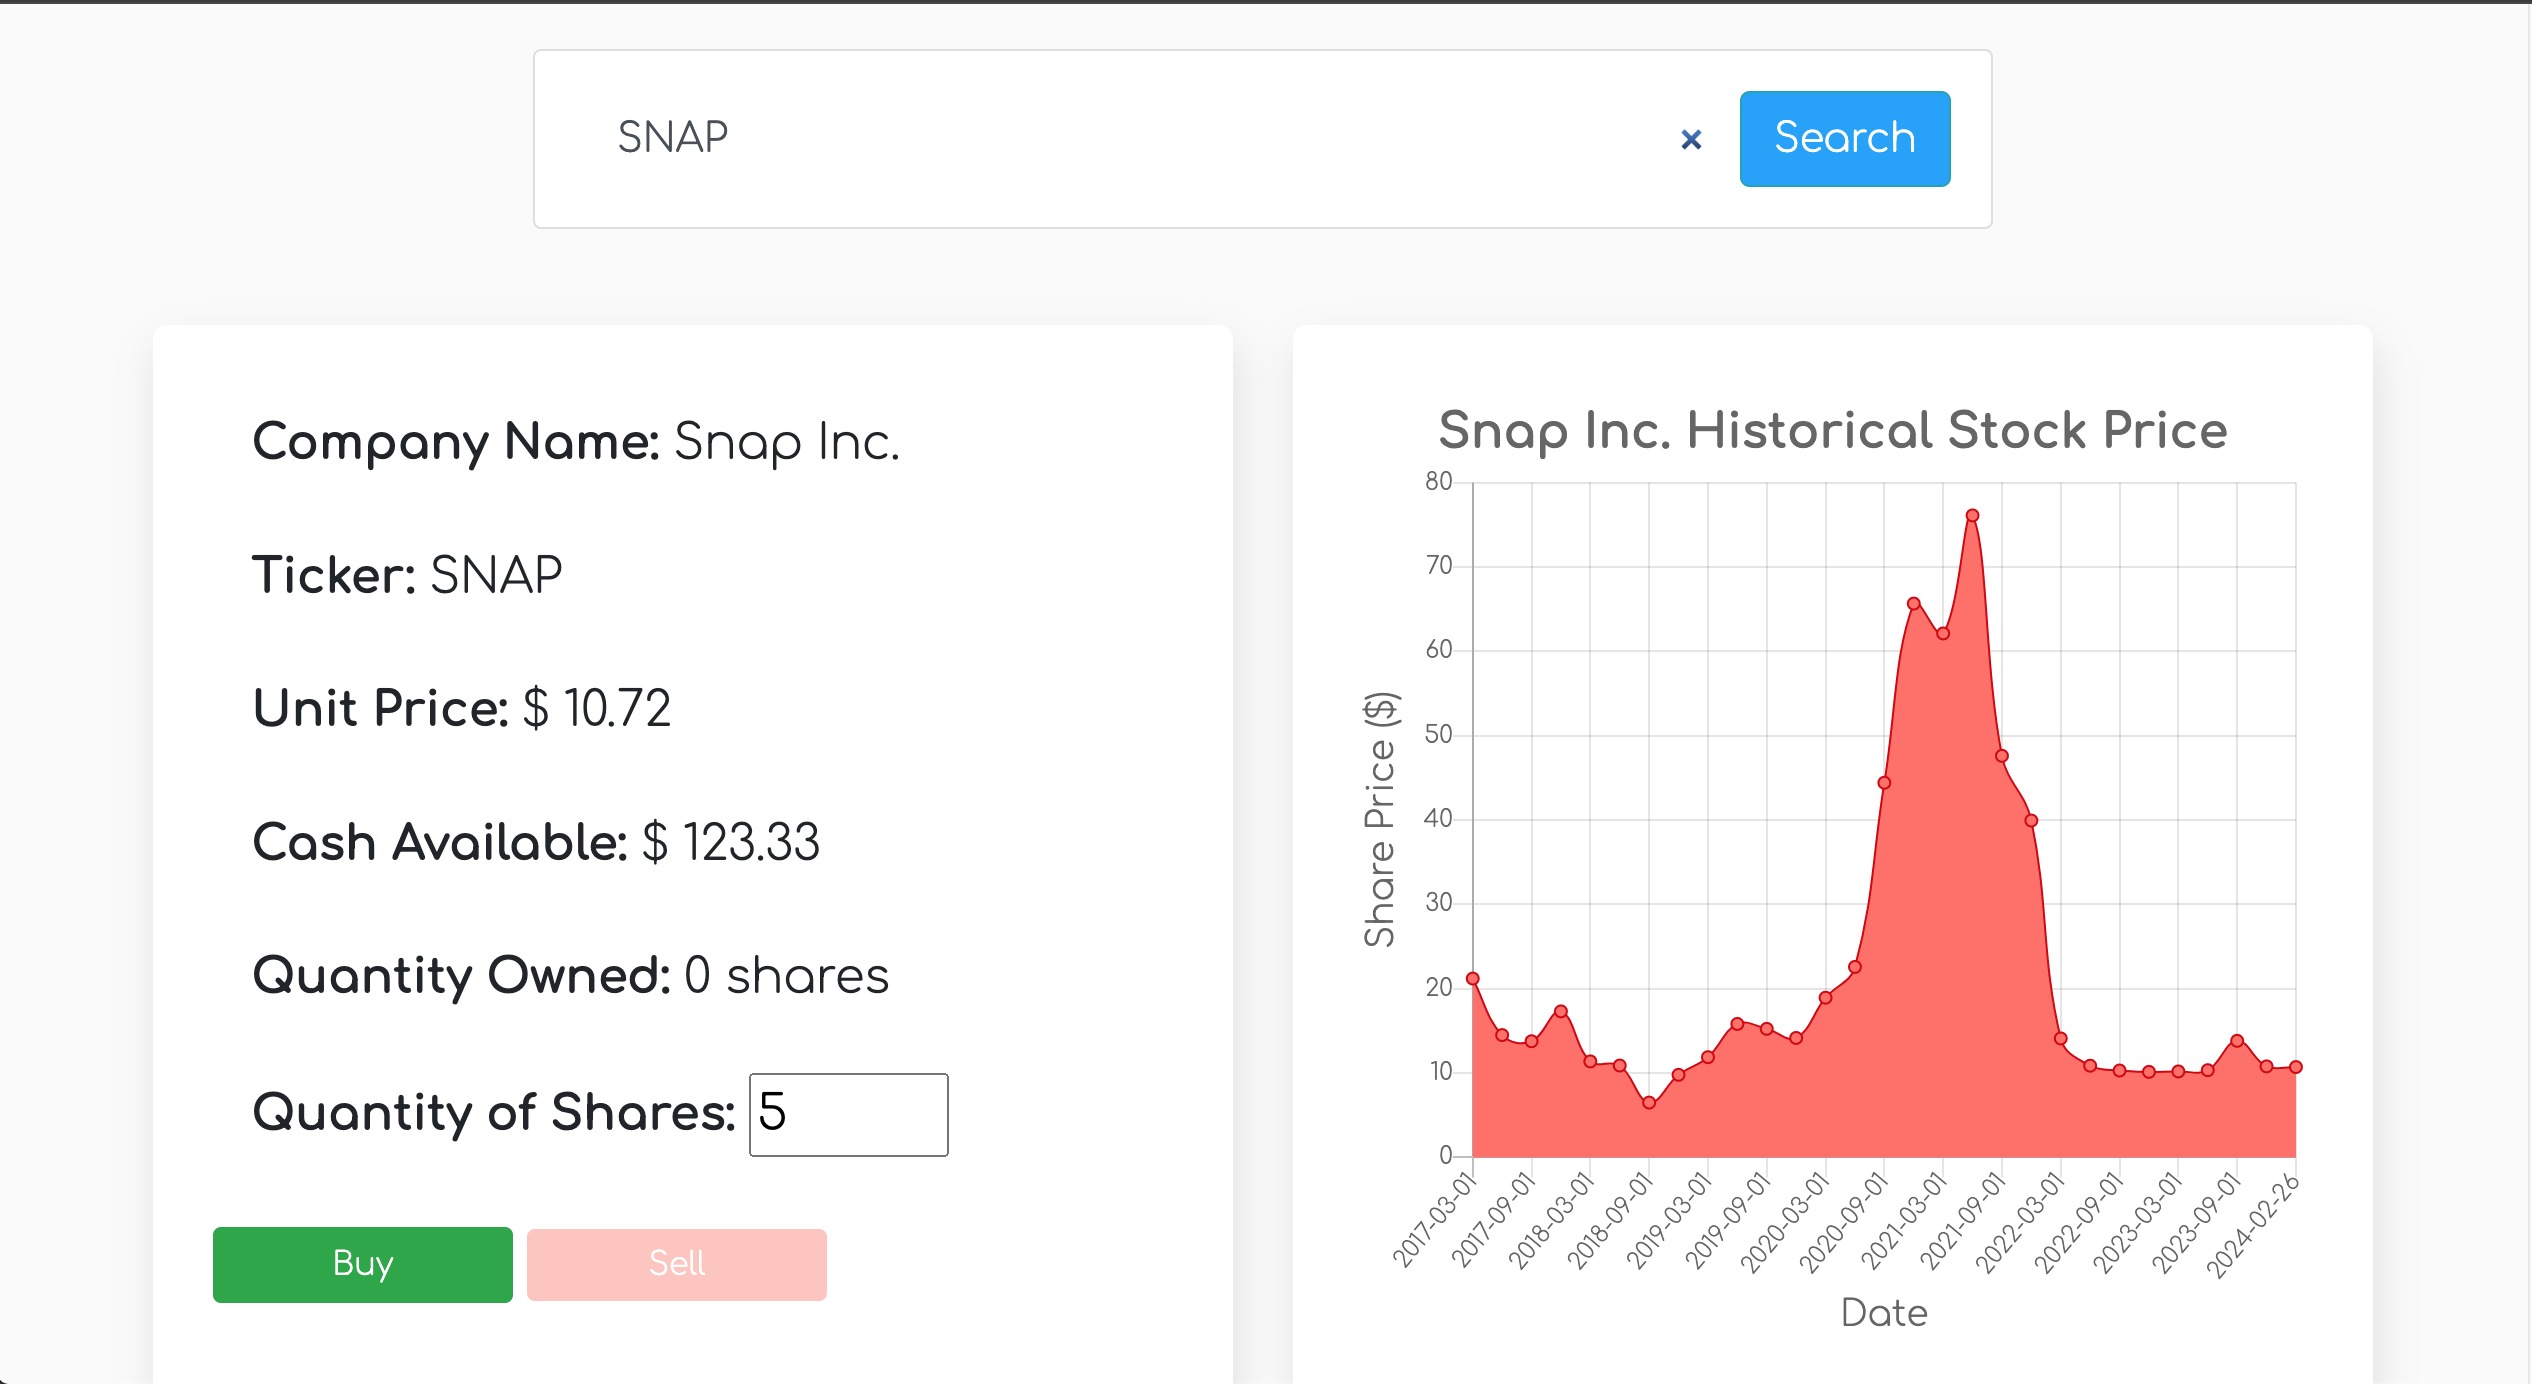 SNAP
×
Search
Company Name: Snap Inc.
Ticker: SNAP
Unit Price: $ 10.72
Cash Available: $ 123.33
Quantity Owned: 0 shares
Quantity of Shares: 5
Buy
Sell
Snap Inc. Historical Stock Price
Share Price ($)
80
70
60
50
40
30
20
10
0
2017-03-01
2017-09-01
2018-03-01
2018-09-01
2019-03-01
2019-09-01
2020-03-01
2020-09-01
2021-03-01
2021-09-01
2022-03-01
2022-09-01
2023-03-01
2023-09-01
2024-02-26
Date